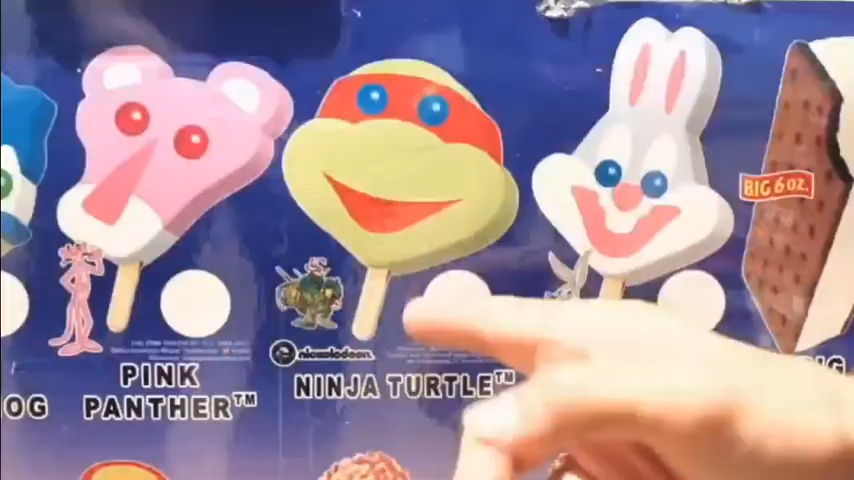 BIG 6 oz.
nickelodeon
OG
PINK
PANTHER™
NINJA TURTLE™